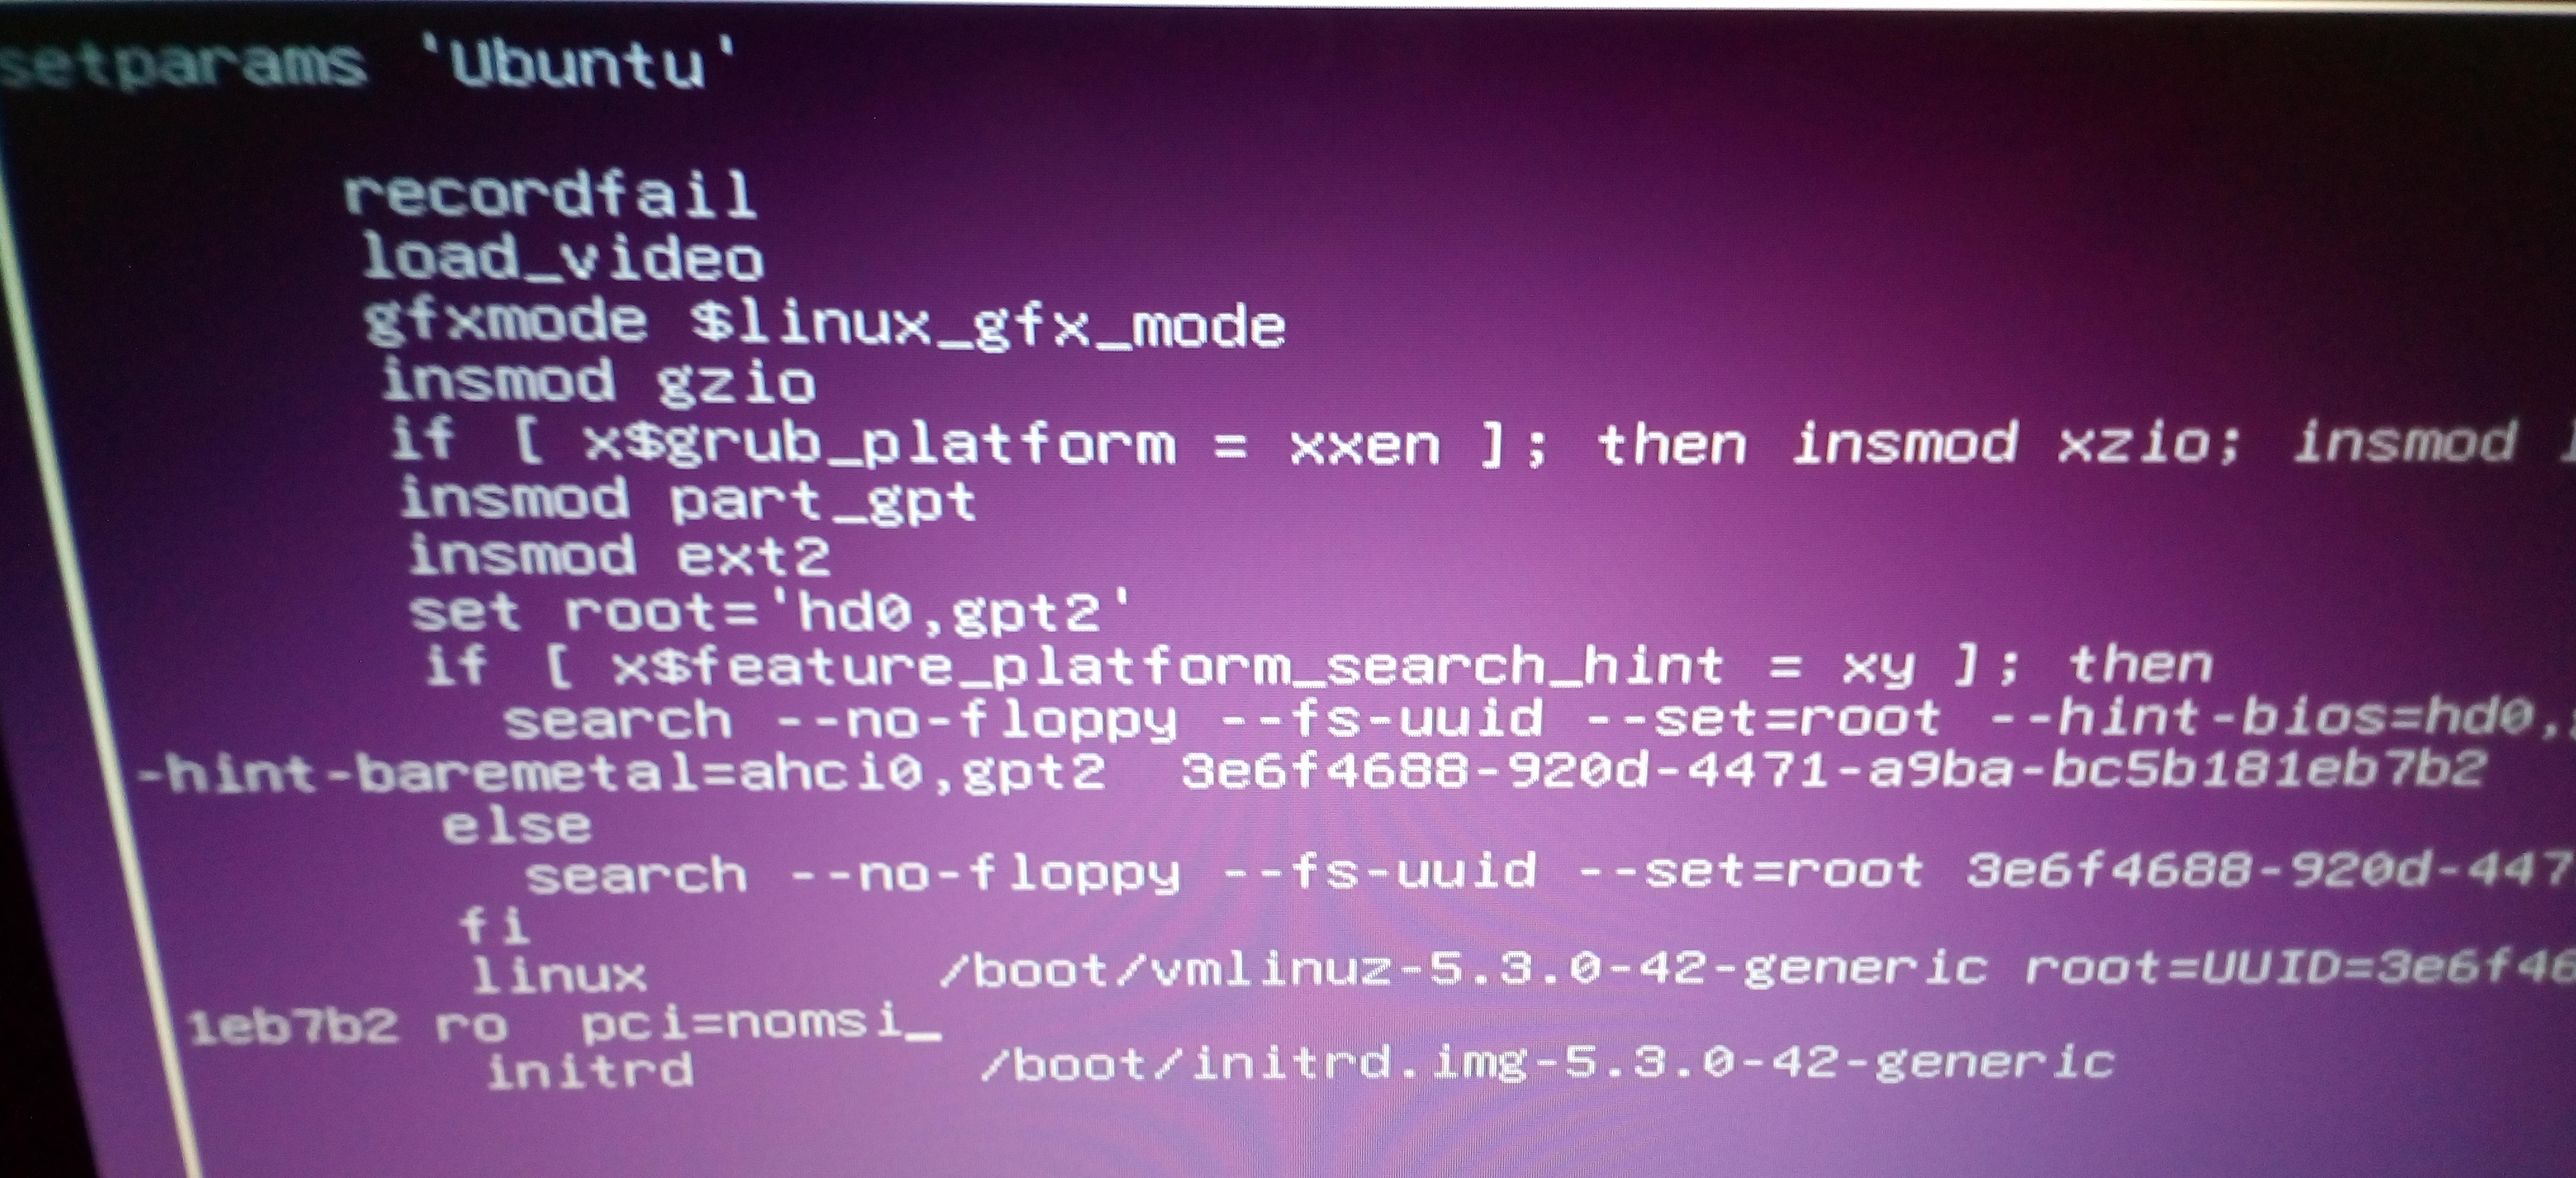 setparams 'Ubuntu'
recordfail
load_video
gfxmode $linux_gfx_mode
insmod gzio
if [ x$grub_platform = xxen ]; then insmod xzio; insmod
insmod part_gpt
insmod ext2
set root='hd0,gpt2'
if [ x$feature_platform_search_hint = xy ]; then
search --no-floppy --fs-uuid --set=root --hint-bios=hd0,
-hint-baremetal=ahci0,gpt2 3e6f4688-920d-4471-a9ba-bc5b181eb7b2
else
search --no-floppy --fs-uuid --set=root 3e6f4688-920d-447
fi
linux /boot/vmlinuz-5.3.0-42-generic root=UUID=3e6f46
1eb7b2 ro pci=nomsi_
initrd /boot/initrd.img-5.3.0-42-generic